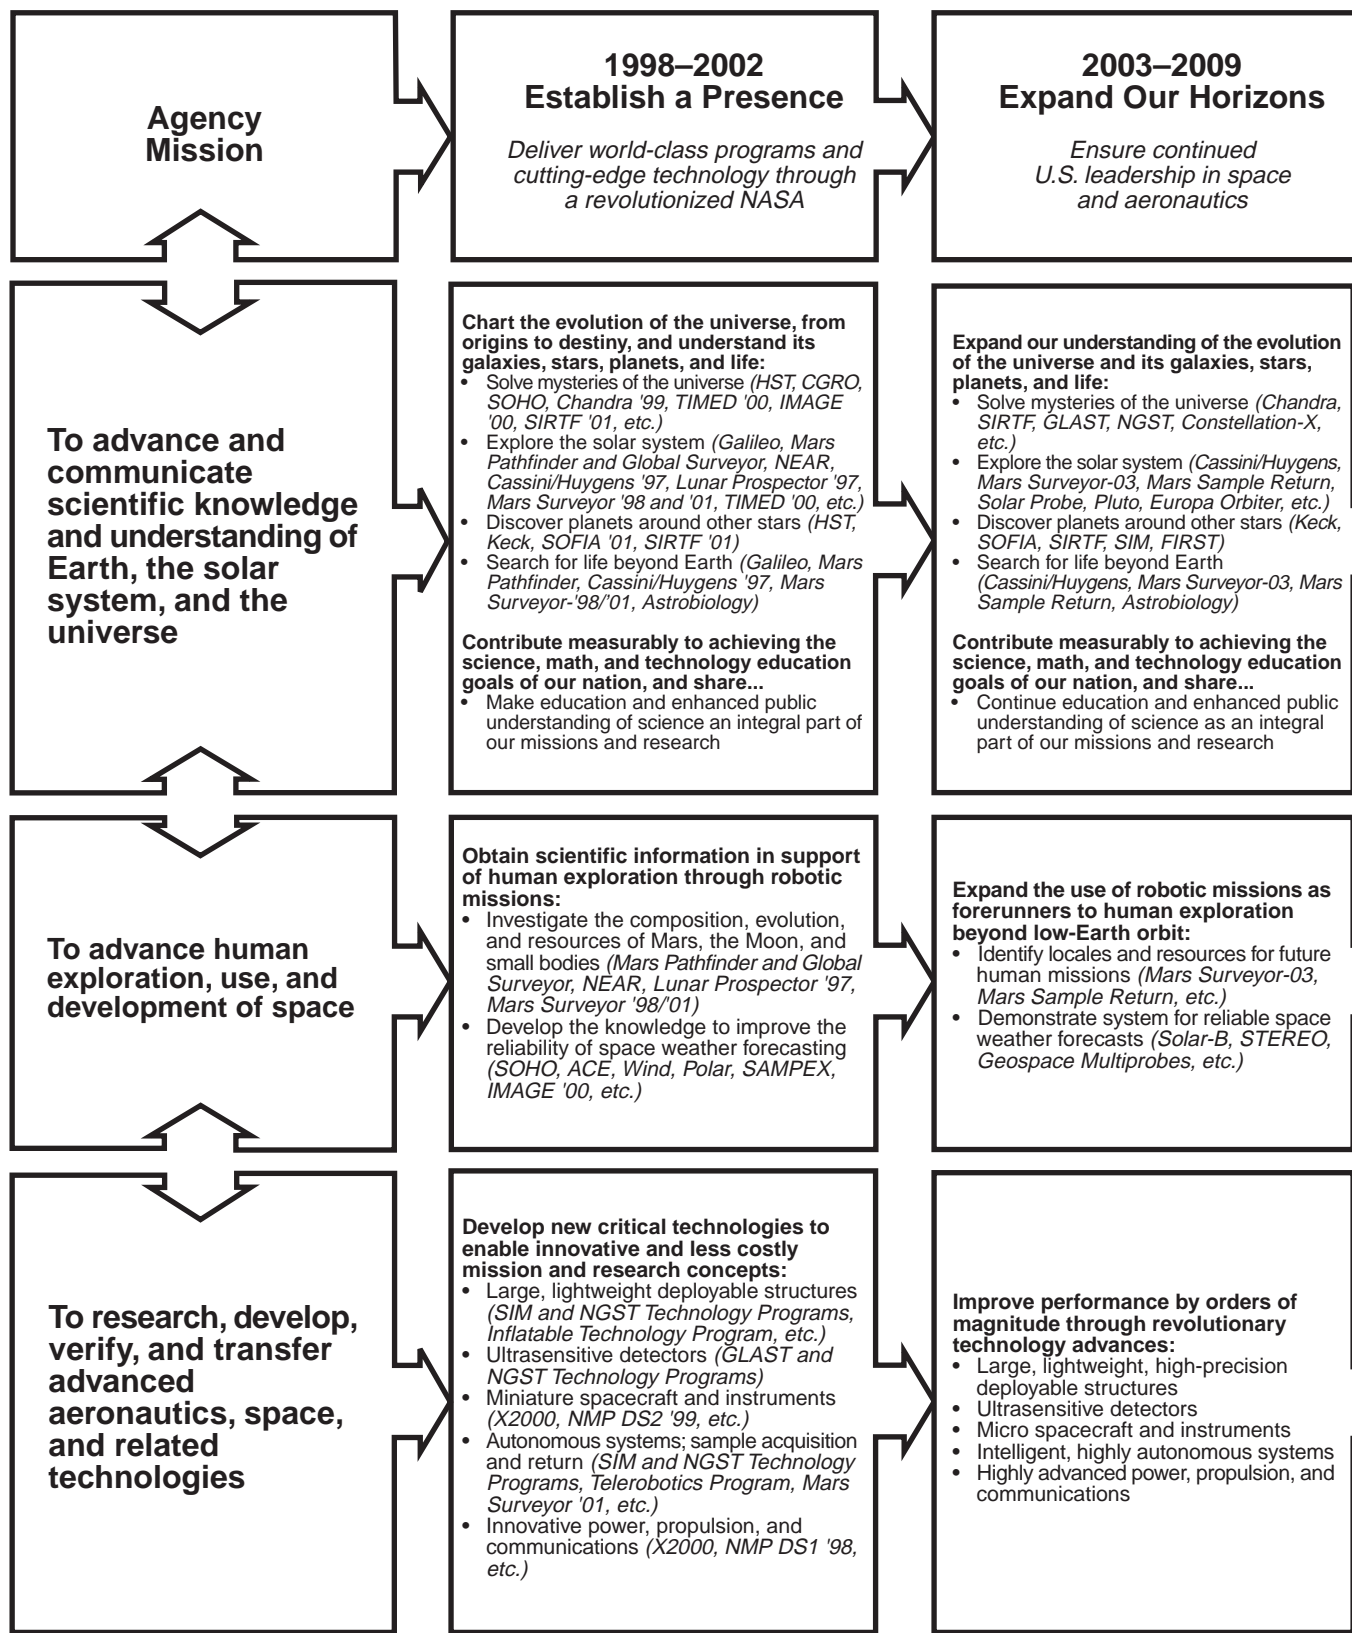 Agency
Mission
1998–2002
Establish a Presence
Deliver world-class programs and
cutting-edge technology through
a revolutionized NASA
2003–2009
Expand Our Horizons
Ensure continued
U.S. leadership in space
and aeronautics
To advance and
communicate
scientific knowledge
and understanding of
Earth, the solar
system, and the
universe
Chart the evolution of the universe, from
origins to destiny, and understand its
galaxies, stars, planets, and life:
• Solve mysteries of the universe (HST, CGRO,
SOHO, Chandra '99, TIMED '00, IMAGE
'00, SIRTF '01, etc.)
• Explore the solar system (Galileo, Mars
Pathfinder and Global Surveyor, NEAR,
Cassini/Huygens '97, Lunar Prospector '97,
Mars Surveyor '98 and '01, TIMED '00, etc.)
• Discover planets around other stars (HST,
Keck, SOFIA '01, SIRTF '01)
• Search for life beyond Earth (Galileo, Mars
Pathfinder, Cassini/Huygens '97, Mars
Surveyor-'98/'01, Astrobiology)
Contribute measurably to achieving the
science, math, and technology education
goals of our nation, and share...
• Make education and enhanced public
understanding of science an integral part of
our missions and research
Expand our understanding of the evolution
of the universe and its galaxies, stars,
planets, and life:
• Solve mysteries of the universe (Chandra,
SIRTF, GLAST, NGST, Constellation-X,
etc.)
• Explore the solar system (Cassini/Huygens,
Mars Surveyor-03, Mars Sample Return,
Solar Probe, Pluto, Europa Orbiter, etc.)
• Discover planets around other stars (Keck,
SOFIA, SIRTF, SIM, FIRST)
• Search for life beyond Earth
(Cassini/Huygens, Mars Surveyor-03, Mars
Sample Return, Astrobiology)
Contribute measurably to achieving the
science, math, and technology education
goals of our nation, and share...
• Continue education and enhanced public
understanding of science as an integral
part of our missions and research
To advance human
exploration, use, and
development of space
Obtain scientific information in support
of human exploration through robotic
missions:
• Investigate the composition, evolution,
and resources of Mars, the Moon, and
small bodies (Mars Pathfinder and Global
Surveyor, NEAR, Lunar Prospector '97,
Mars Surveyor '98/'01)
• Develop the knowledge to improve the
reliability of space weather forecasting
(SOHO, ACE, Wind, Polar, SAMPEX,
IMAGE '00, etc.)
Expand the use of robotic missions as
forerunners to human exploration
beyond low-Earth orbit:
• Identify locales and resources for future
human missions (Mars Surveyor-03,
Mars Sample Return, etc.)
• Demonstrate system for reliable space
weather forecasts (Solar-B, STEREO,
Geospace Multiprobes, etc.)
To research, develop,
verify, and transfer
advanced
aeronautics, space,
and related
technologies
Develop new critical technologies to
enable innovative and less costly
mission and research concepts:
• Large, lightweight deployable structures
(SIM and NGST Technology Programs,
Inflatable Technology Program, etc.)
• Ultrasensitive detectors (GLAST and
NGST Technology Programs)
• Miniature spacecraft and instruments
(X2000, NMP DS2 '99, etc.)
• Autonomous systems; sample acquisition
and return (SIM and NGST Technology
Programs, Telerobotics Program, Mars
Surveyor '01, etc.)
• Innovative power, propulsion, and
communications (X2000, NMP DS1 '98,
etc.)
Improve performance by orders of
magnitude through revolutionary
technology advances:
• Large, lightweight, high-precision
deployable structures
• Ultrasensitive detectors
• Micro spacecraft and instruments
• Intelligent, highly autonomous systems
• Highly advanced power, propulsion, and
communications